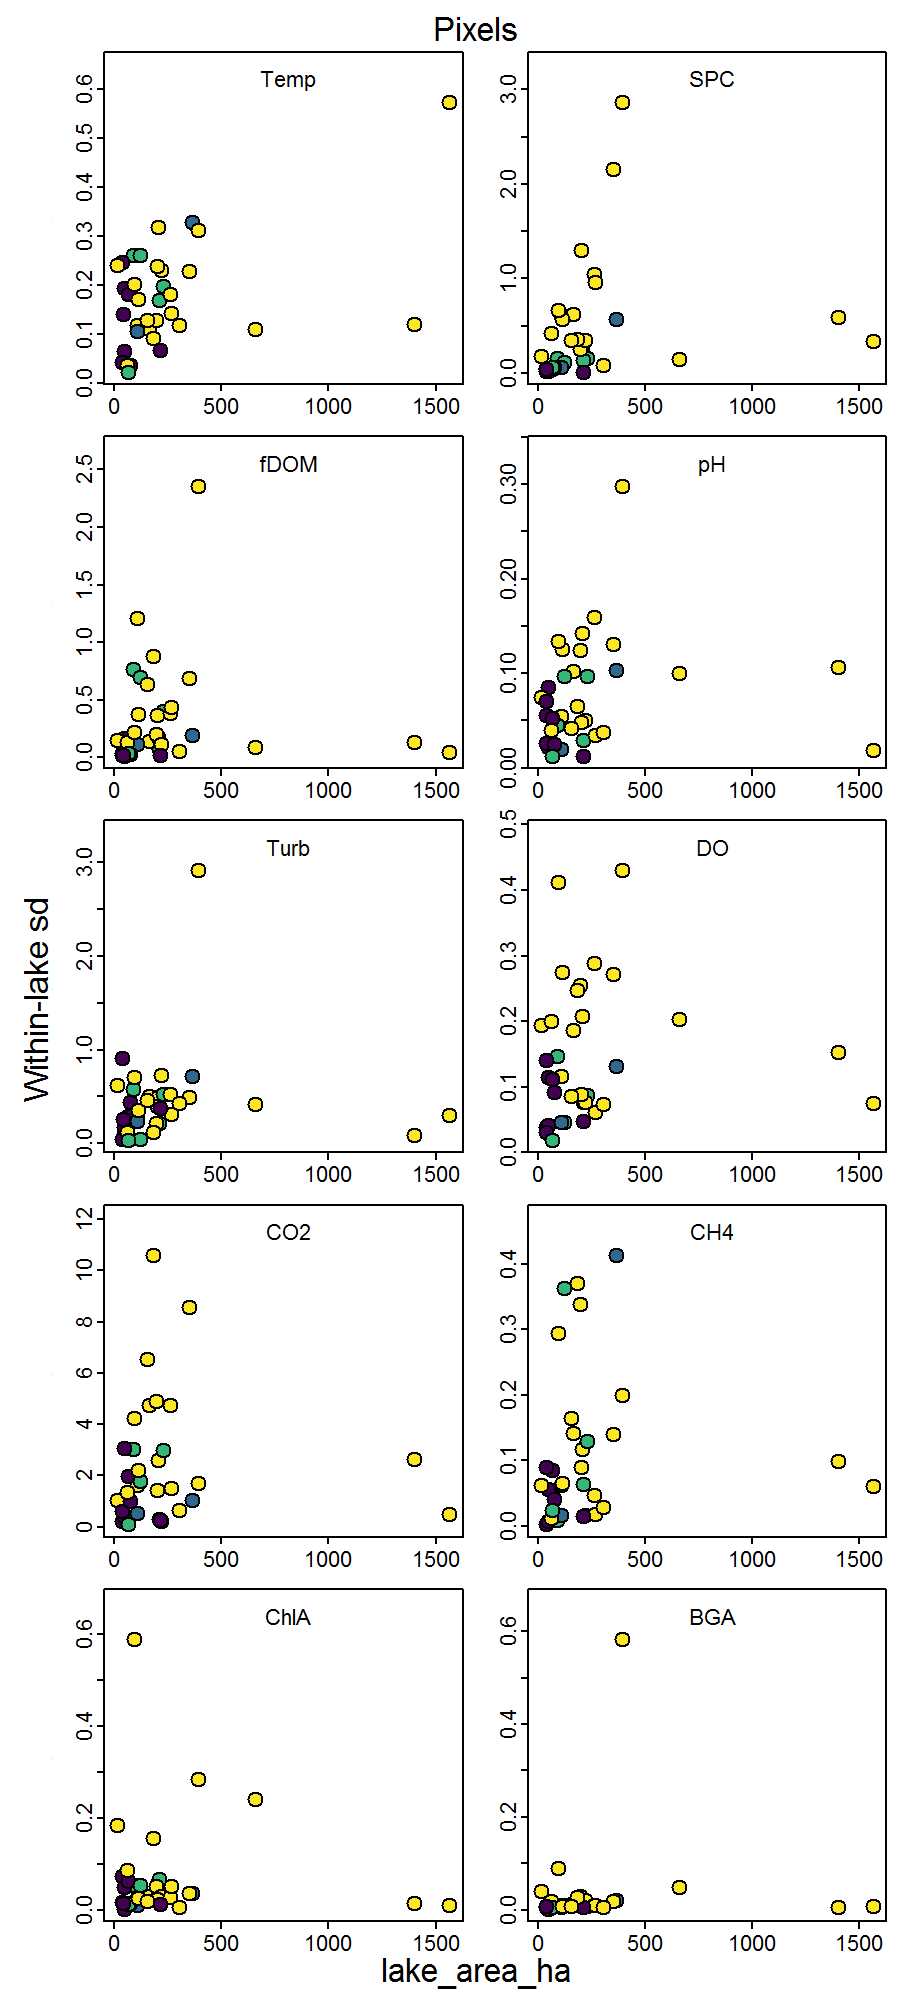 Pixels
Temp
0.0 0.1 0.2 0.3 0.4 0.5 0.6
0 500 1000 1500
SPC
0.0 1.0 2.0 3.0
0 500 1000 1500
fDOM
0.0 0.5 1.0 1.5 2.0 2.5
0 500 1000 1500
pH
0.00 0.10 0.20 0.30
0 500 1000 1500
Within-lake sd
Turb
0.0 1.0 2.0 3.0
0 500 1000 1500
DO
0.0 0.1 0.2 0.3 0.4 0.5
0 500 1000 1500
CO2
0 2 4 6 8 10 12
0 500 1000 1500
CH4
0.0 0.1 0.2 0.3 0.4
0 500 1000 1500
ChlA
0.0 0.2 0.4 0.6
0 500 1000 1500
BGA
0.0 0.2 0.4 0.6
0 500 1000 1500
lake_area_ha